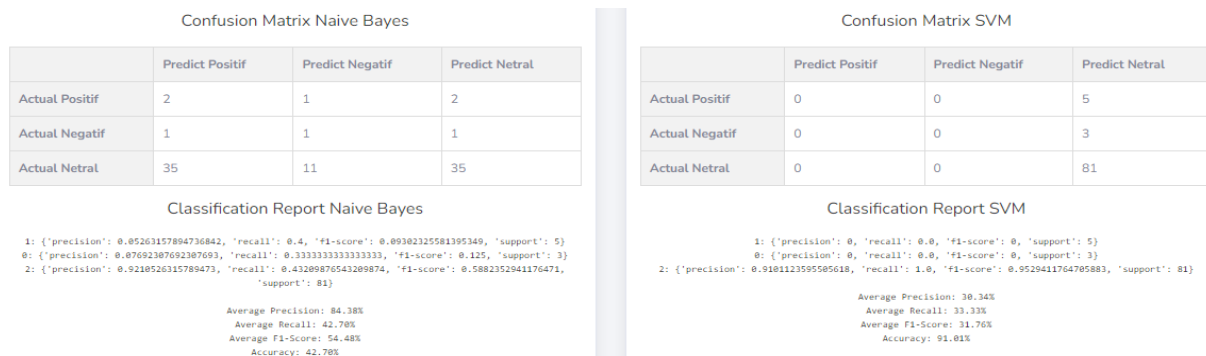 Confusion Matrix Naive Bayes
Predict Positif Predict Negatif Predict Netral
Actual Positif 2 1 2
Actual Negatif 1 1 1
Actual Netral 35 11 35
Classification Report Naive Bayes
1: {'precision': 0.05263157894736842, 'recall': 0.4, 'f1-score': 0.09302325581395349, 'support': 5}
0: {'precision': 0.07692307692307693, 'recall': 0.3333333333333333, 'f1-score': 0.125, 'support': 3}
2: {'precision': 0.9210526315789473, 'recall': 0.43209876543209874, 'f1-score': 0.5882352941176471,
'support': 81}
Average Precision: 84.38%
Average Recall: 42.70%
Average F1-Score: 54.48%
Accuracy: 42.70%
Confusion Matrix SVM
Predict Positif Predict Negatif Predict Netral
Actual Positif 0 0 5
Actual Negatif 0 0 3
Actual Netral 0 0 81
Classification Report SVM
1: {'precision': 0, 'recall': 0.0, 'f1-score': 0, 'support': 5}
0: {'precision': 0, 'recall': 0.0, 'f1-score': 0, 'support': 3}
2: {'precision': 0.9101123595505618, 'recall': 1.0, 'f1-score': 0.9529411764705883, 'support': 81}
Average Precision: 30.34%
Average Recall: 33.33%
Average F1-Score: 31.76%
Accuracy: 91.01%